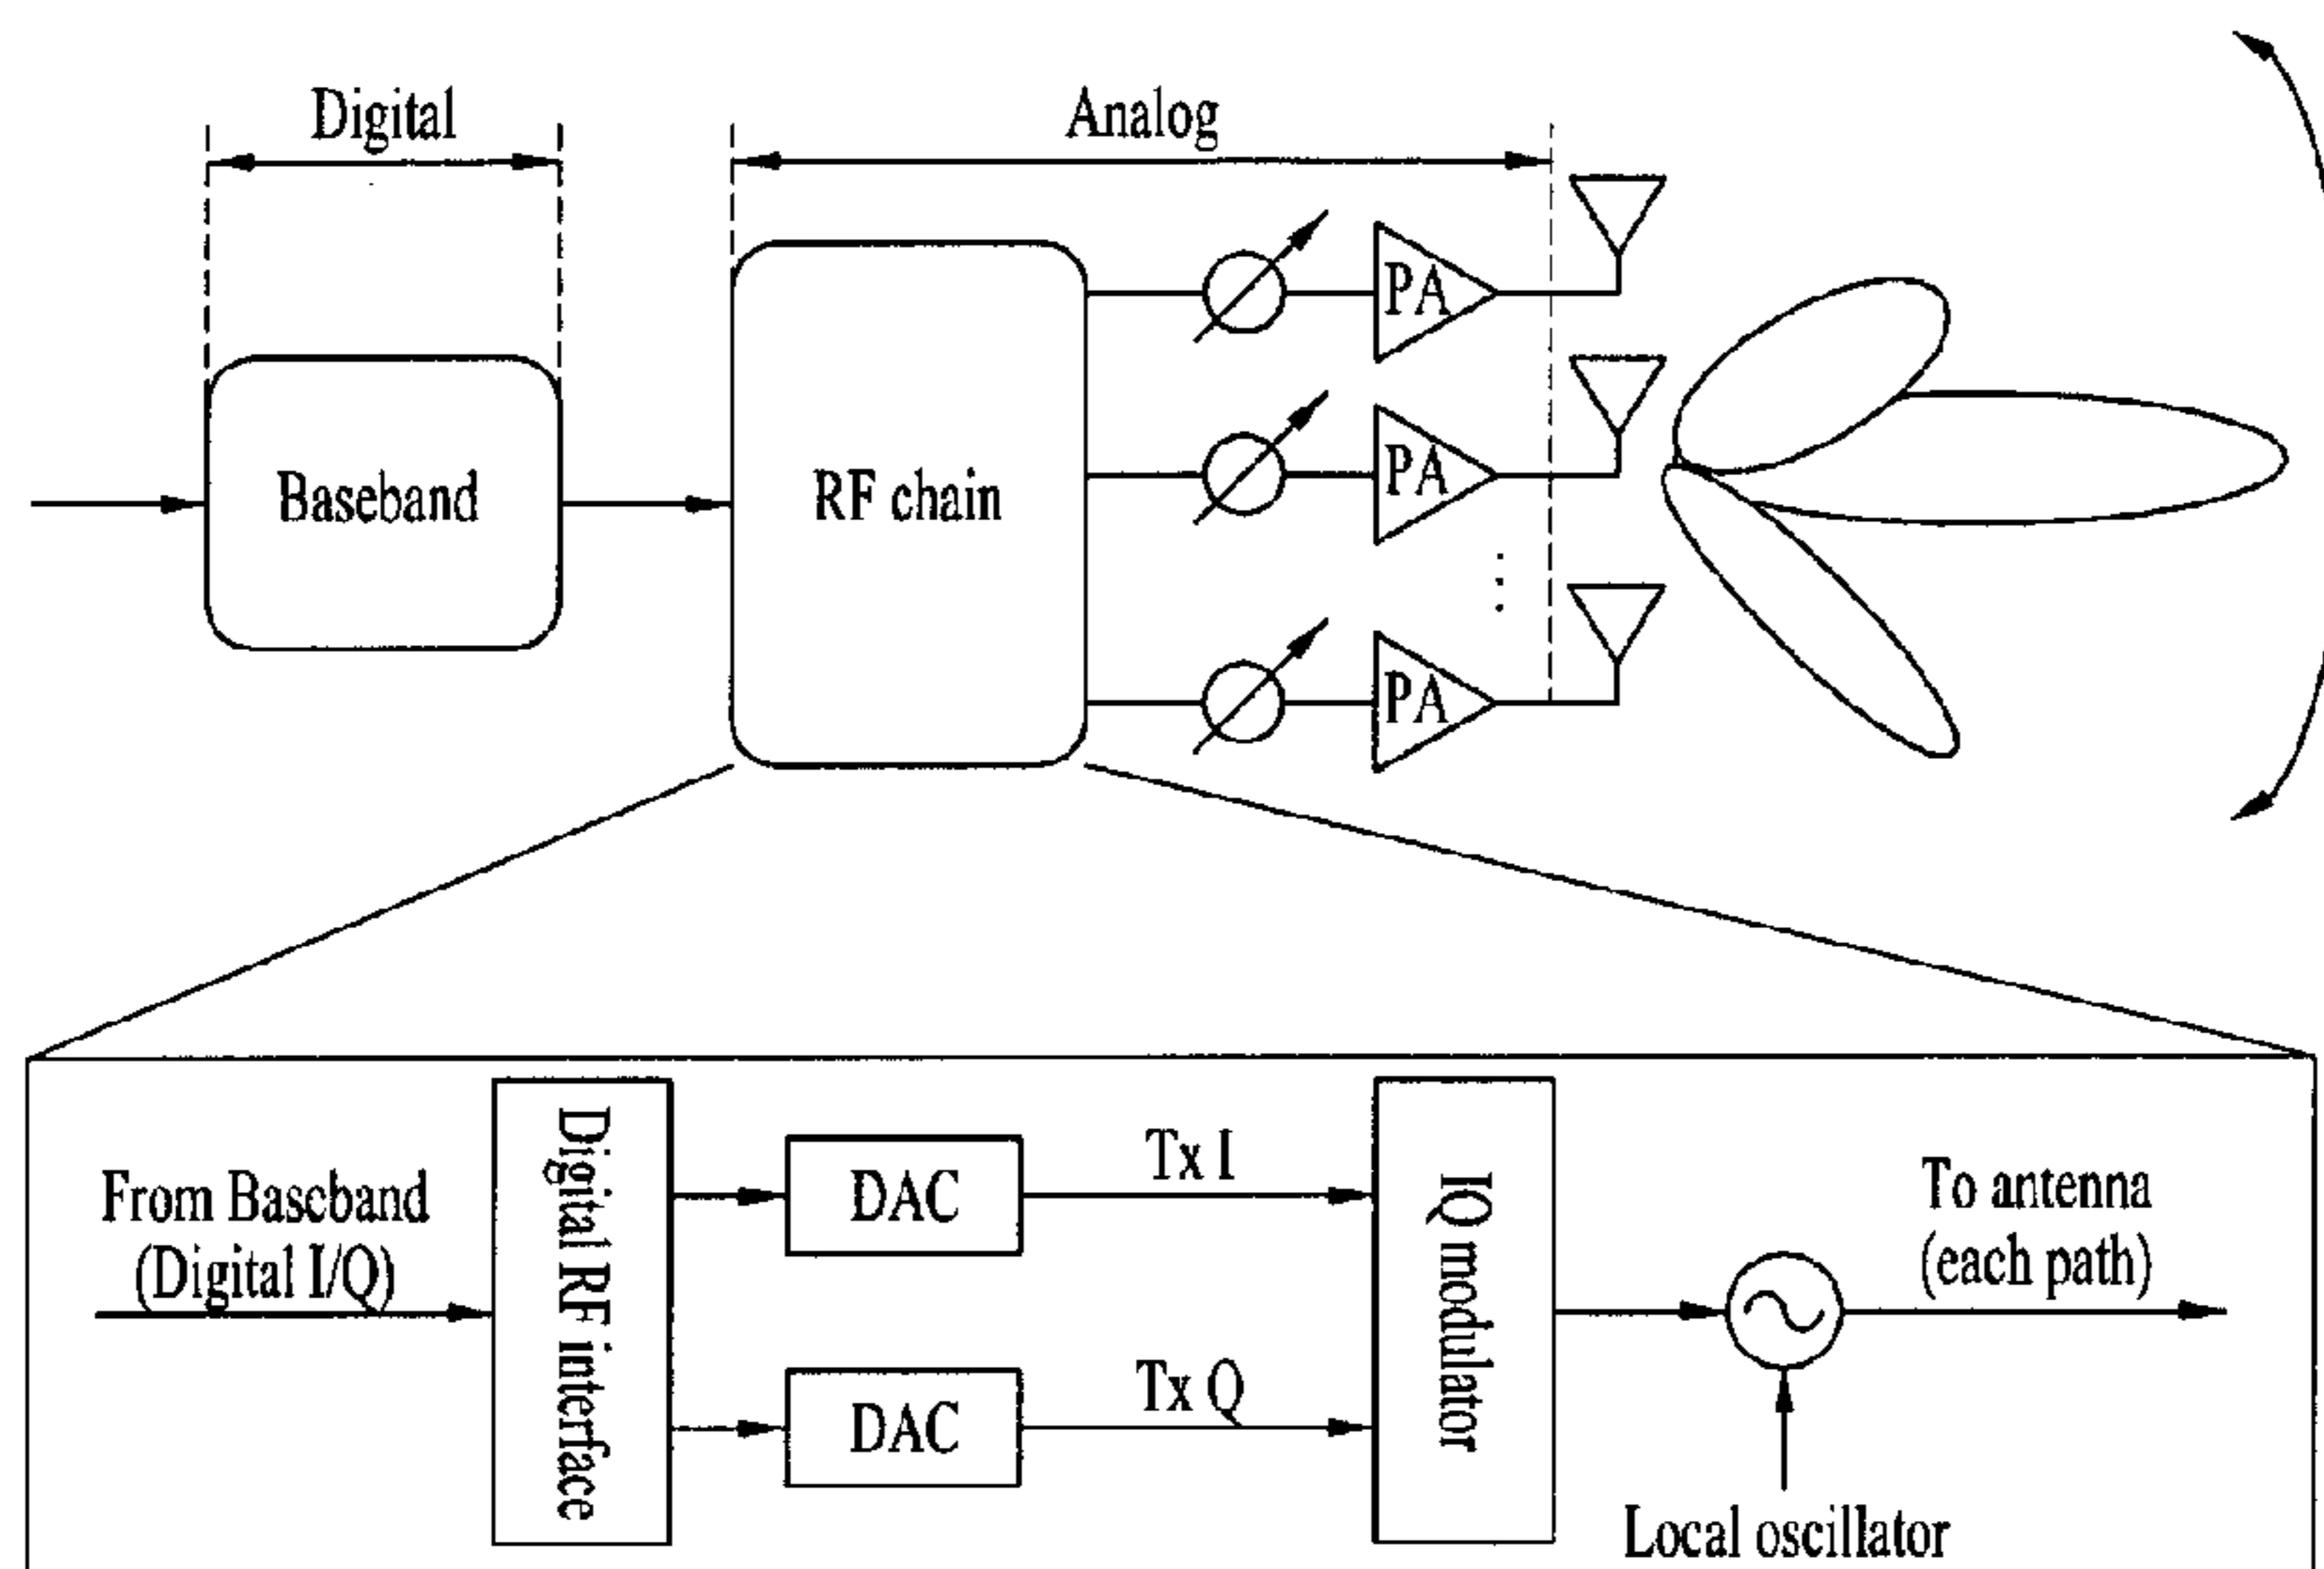 Digital
Analog
PA
Baseband
RF chain
PA
PA
Digital RF interface
DAC
Tx I
IQ modulator
From Baseband
(Digital I/Q)
To antenna
(each path)
DAC
Tx Q
Local oscillator